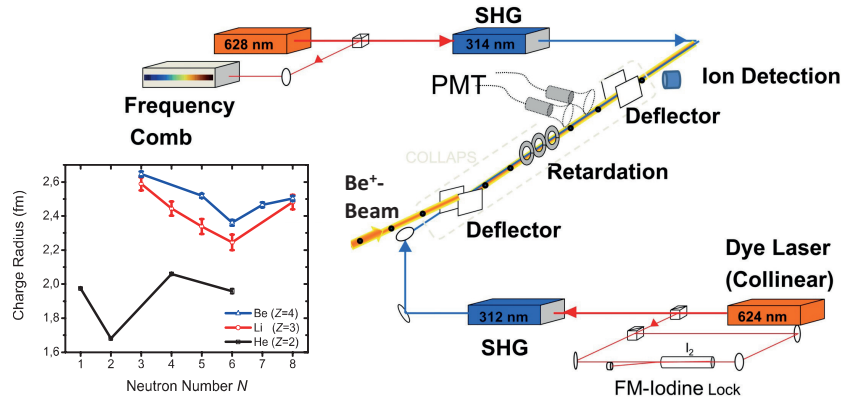 SHG
628 nm
314 nm
Frequency
Comb
PMT
Ion Detection
Deflector
COLLAPS
Retardation
Be⁺-
Beam
Deflector
Dye Laser
(Collinear)
312 nm
624 nm
SHG
I₂
FM-Iodine Lock
Charge Radius (fm)
2,6
2,4
2,2
2,0
1,8
1,6
Be (Z=4)
Li (Z=3)
He (Z=2)
1 2 3 4 5 6 7 8
Neutron Number N